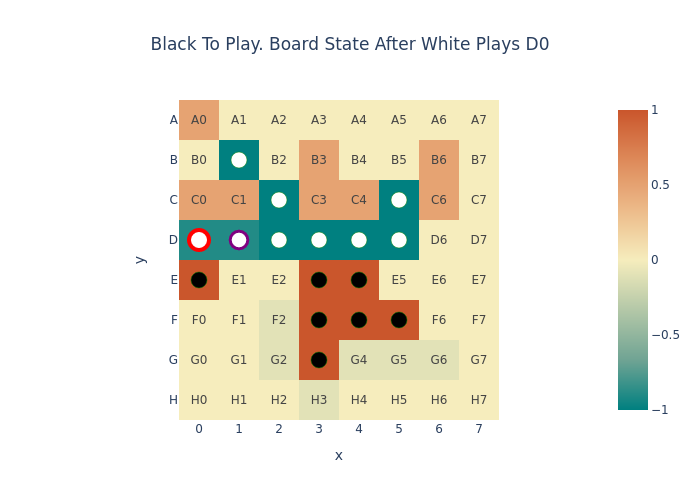 Black To Play. Board State After White Plays D0
A A0 A1 A2 A3 A4 A5 A6 A7
B B0 B2 B3 B4 B5 B6 B7
C C0 C1 C3 C4 C6 C7
D D6 D7
E E1 E2 E5 E6 E7
F F0 F1 F2 F6 F7
G G0 G1 G2 G4 G5 G6 G7
H H0 H1 H2 H3 H4 H5 H6 H7
0 1 2 3 4 5 6 7
x
y
1
0.5
0
−0.5
−1